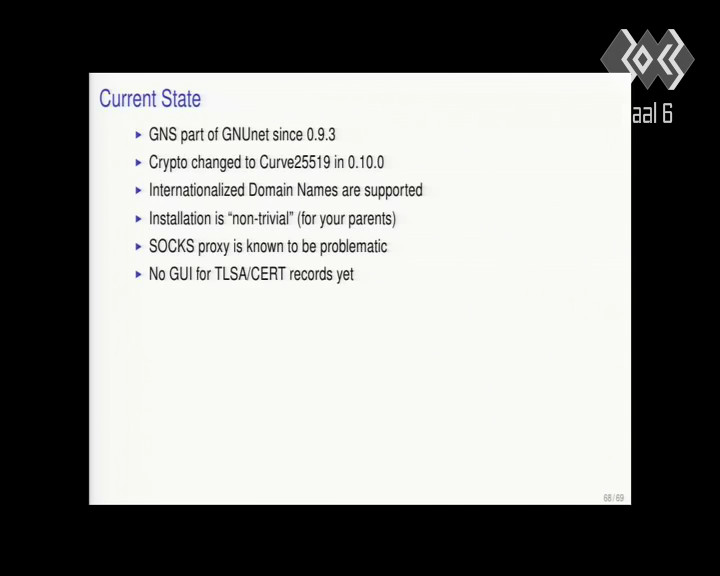 Current State
GNS part of GNUnet since 0.9.3
Crypto changed to Curve25519 in 0.10.0
Internationalized Domain Names are supported
Installation is “non-trivial” (for your parents)
SOCKS proxy is known to be problematic
No GUI for TLSA/CERT records yet
68/69
aal 6